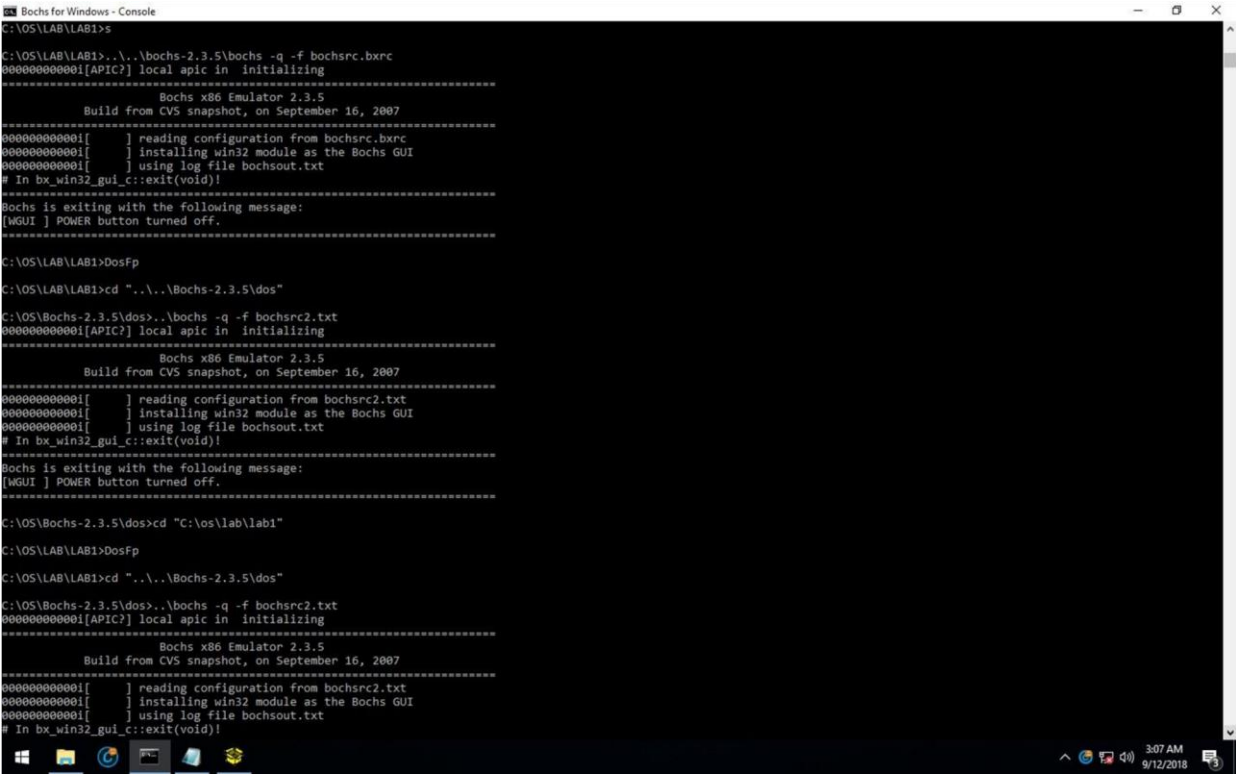 Bochs for Windows - Console
C:\OS\LAB\LAB1>s
C:\OS\LAB\LAB1>..\..\bochs-2.3.5\bochs -q -f bochsrc.bxrc
00000000000i[APIC?] local apic in  initializing
========================================================================
Bochs x86 Emulator 2.3.5
Build from CVS snapshot, on September 16, 2007
========================================================================
00000000000i[     ] reading configuration from bochsrc.bxrc
00000000000i[     ] installing win32 module as the Bochs GUI
00000000000i[     ] using log file bochsout.txt
# In bx_win32_gui_c::exit(void)!
========================================================================
Bochs is exiting with the following message:
[WGUI ] POWER button turned off.
========================================================================
C:\OS\LAB\LAB1>DosFp
C:\OS\LAB\LAB1>cd "..\..\Bochs-2.3.5\dos"
C:\OS\Bochs-2.3.5\dos>..\bochs -q -f bochsrc2.txt
00000000000i[APIC?] local apic in  initializing
========================================================================
Bochs x86 Emulator 2.3.5
Build from CVS snapshot, on September 16, 2007
========================================================================
00000000000i[     ] reading configuration from bochsrc2.txt
00000000000i[     ] installing win32 module as the Bochs GUI
00000000000i[     ] using log file bochsout.txt
# In bx_win32_gui_c::exit(void)!
========================================================================
Bochs is exiting with the following message:
[WGUI ] POWER button turned off.
========================================================================
C:\OS\Bochs-2.3.5\dos>cd "C:\os\lab\lab1"
C:\OS\LAB\LAB1>DosFp
C:\OS\LAB\LAB1>cd "..\..\Bochs-2.3.5\dos"
C:\OS\Bochs-2.3.5\dos>..\bochs -q -f bochsrc2.txt
00000000000i[APIC?] local apic in  initializing
========================================================================
Bochs x86 Emulator 2.3.5
Build from CVS snapshot, on September 16, 2007
========================================================================
00000000000i[     ] reading configuration from bochsrc2.txt
00000000000i[     ] installing win32 module as the Bochs GUI
00000000000i[     ] using log file bochsout.txt
# In bx_win32_gui_c::exit(void)!
3:07 AM
9/12/2018
3